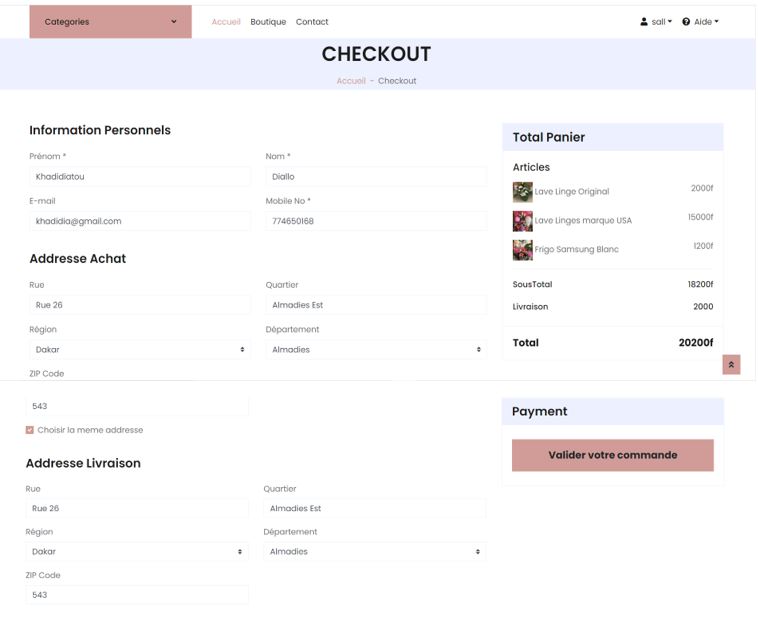 Categories
Accueil Boutique Contact
sall Aide
CHECKOUT
Accueil - Checkout
Information Personnels
Prénom * Nom *
Khadidiatou Diallo
E-mail Mobile No *
khadidia@gmail.com 774650168
Addresse Achat
Rue Quartier
Rue 26 Almadies Est
Région Département
Dakar Almadies
ZIP Code
543
Choisir la meme addresse
Addresse Livraison
Rue Quartier
Rue 26 Almadies Est
Région Département
Dakar Almadies
ZIP Code
543
Total Panier
Articles
Lave Linge Original 2000f
Lave Linges marque USA 15000f
Frigo Samsung Blanc 1200f
SousTotal 18200f
Livraison 2000
Total 20200f
Payment
Valider votre commande